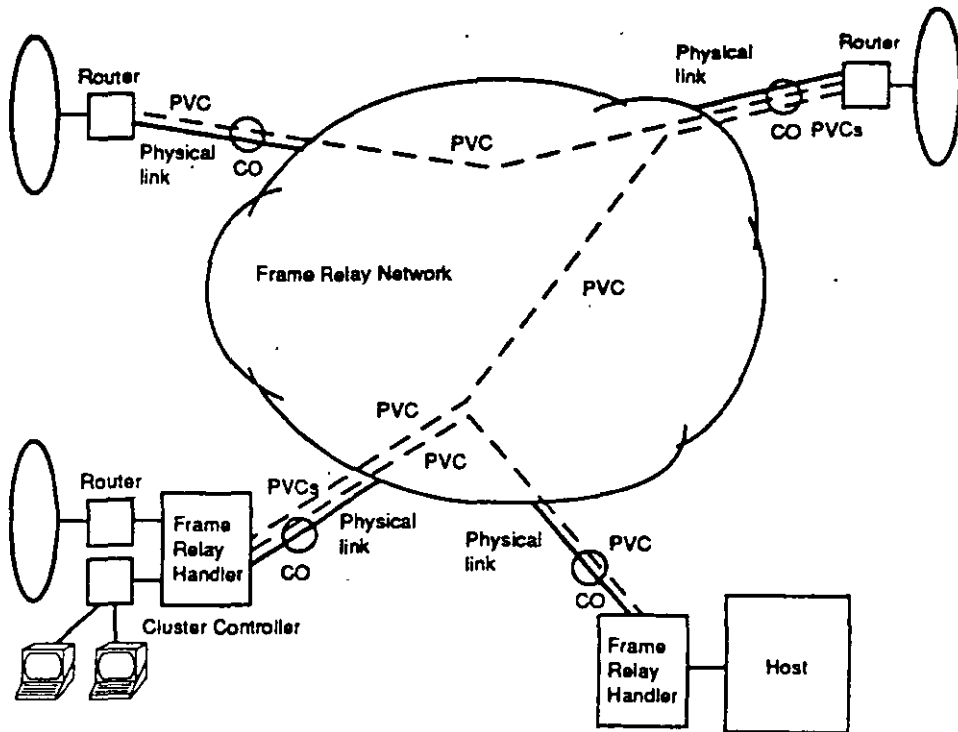 Router
PVC
Physical
link
CO
Physical
link
Router
CO
PVCs
PVC
Frame Relay Network
PVC
PVC
PVC
PVCs
Router
Frame
Relay
Handler
CO
Physical
link
Cluster Controller
Physical
link
PVC
CO
Frame
Relay
Handler
Host